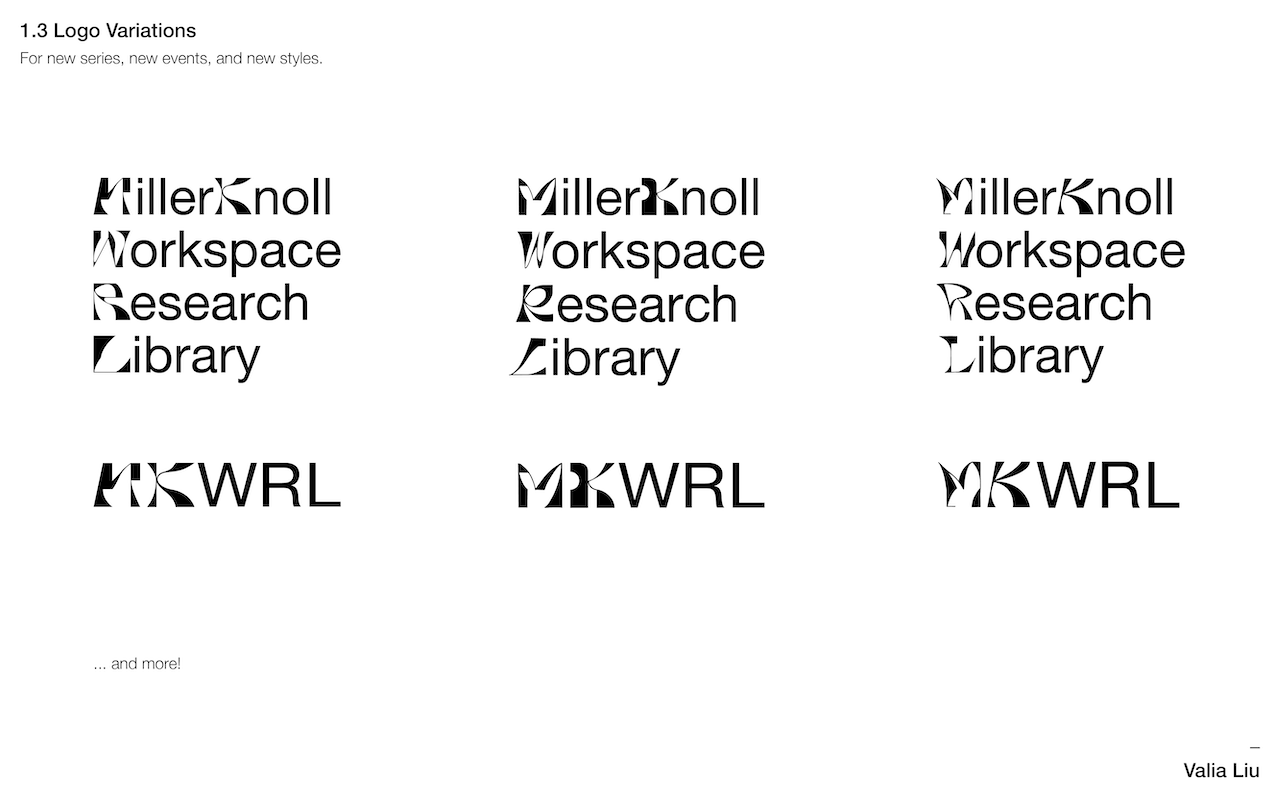 1.3 Logo Variations
For new series, new events, and new styles.
MillerKnoll
Workspace
Research
Library
MillerKnoll
Workspace
Research
Library
MillerKnoll
Workspace
Research
Library
MKWRL
MKWRL
MKWRL
... and more!
–
Valia Liu